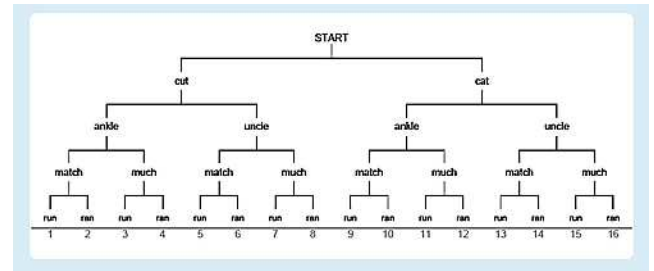 START
cut cat
ankle uncle ankle uncle
match much match much match much match much
run ran run ran run ran run ran run ran run ran run ran run ran
1 2 3 4 5 6 7 8 9 10 11 12 13 14 15 16